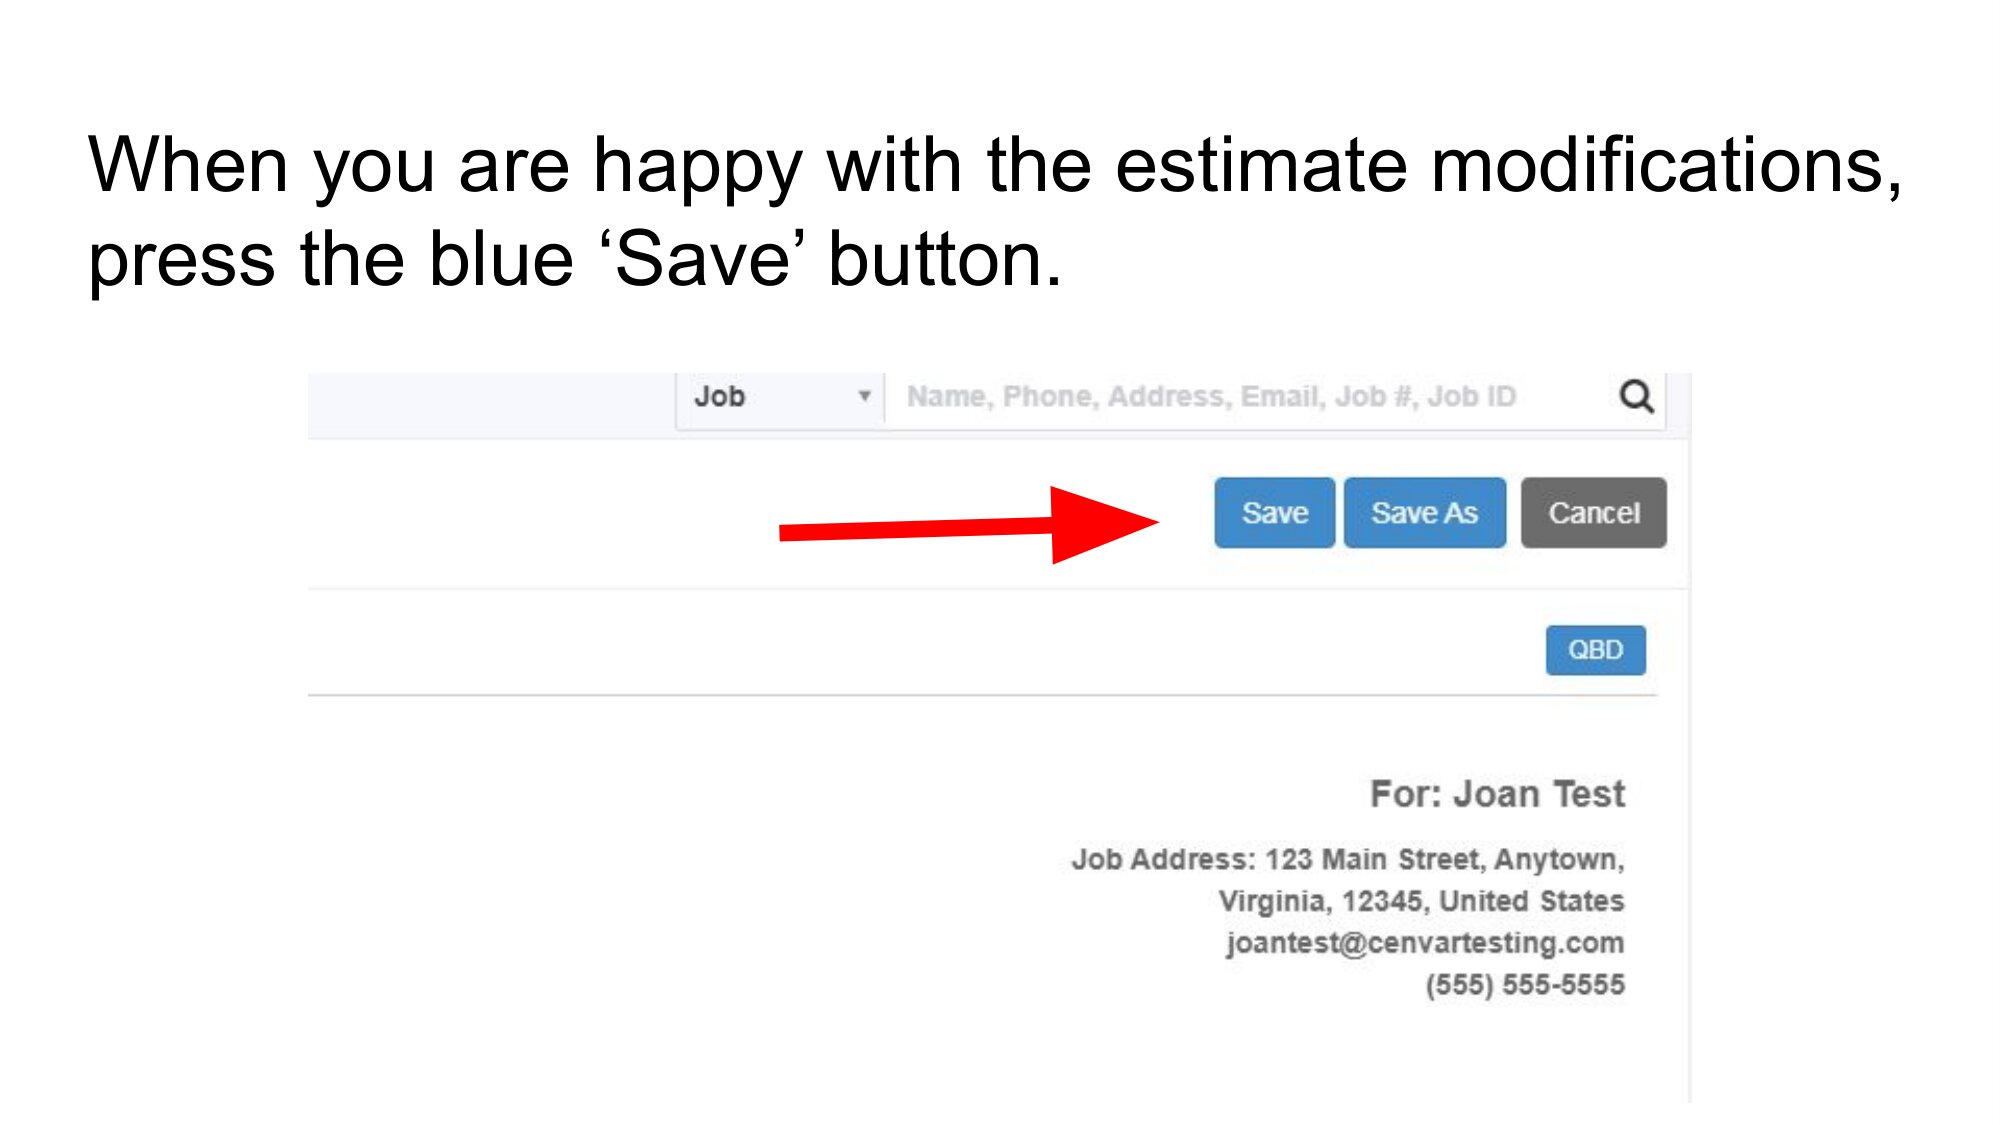 When you are happy with the estimate modifications,
press the blue ‘Save’ button.
Job Name, Phone, Address, Email, Job #, Job ID
Save Save As Cancel
QBD
For: Joan Test
Job Address: 123 Main Street, Anytown,
Virginia, 12345, United States
joantest@cenvartesting.com
(555) 555-5555